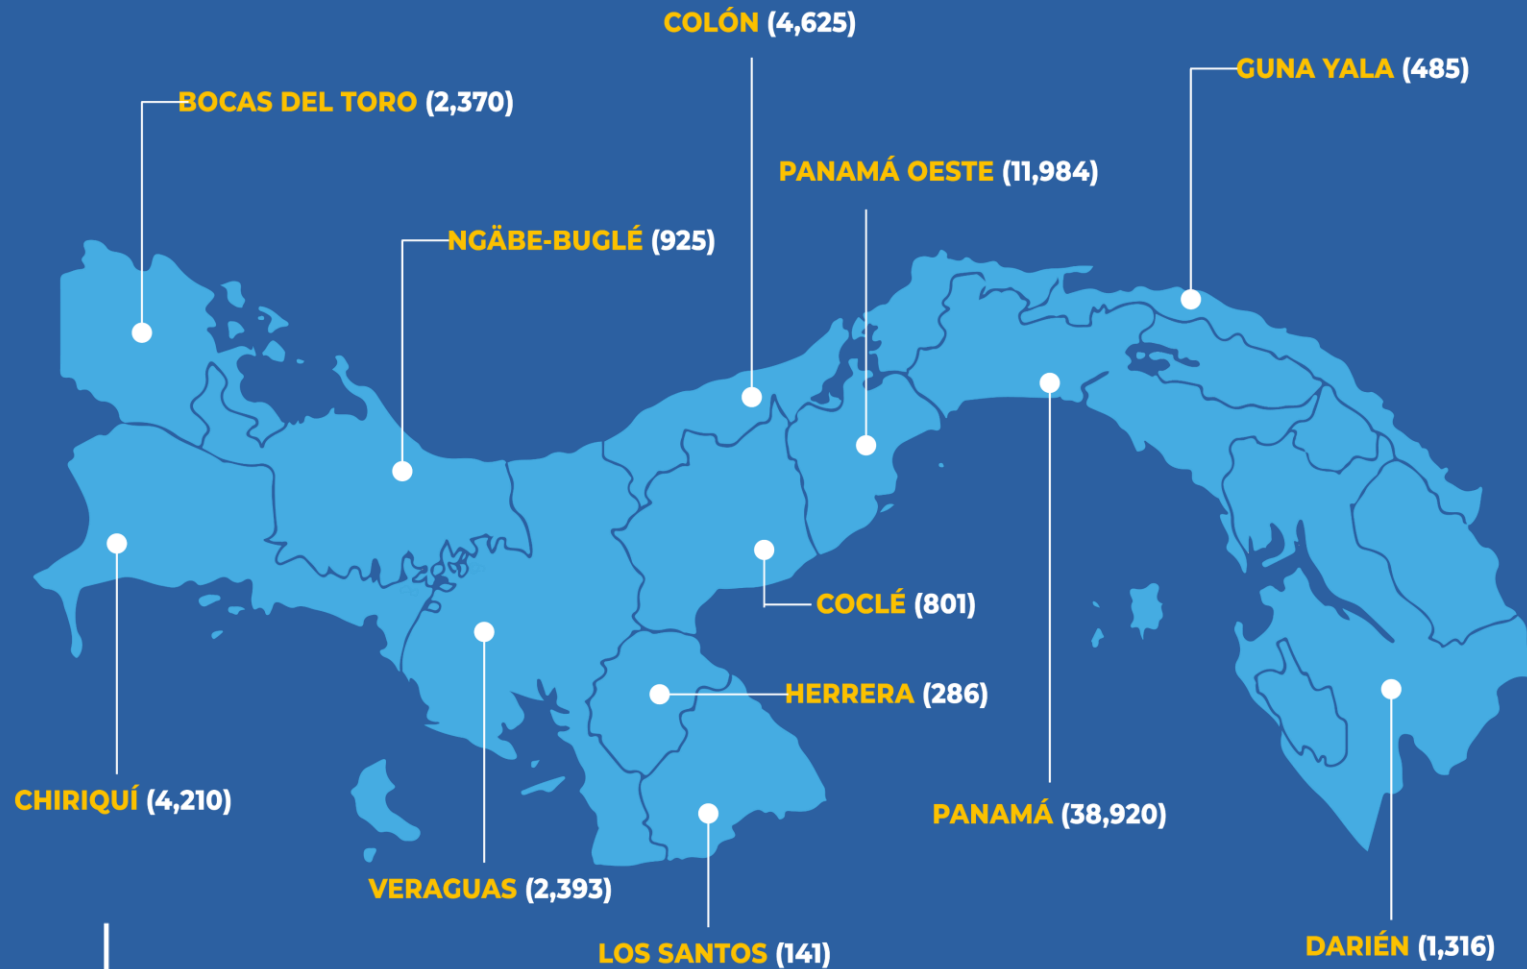 COLÓN (4,625)
GUNA YALA (485)
BOCAS DEL TORO (2,370)
PANAMÁ OESTE (11,984)
NGÄBE-BUGLÉ (925)
COCLÉ (801)
HERRERA (286)
CHIRIQUÍ (4,210)
PANAMÁ (38,920)
VERAGUAS (2,393)
LOS SANTOS (141)
DARIÉN (1,316)